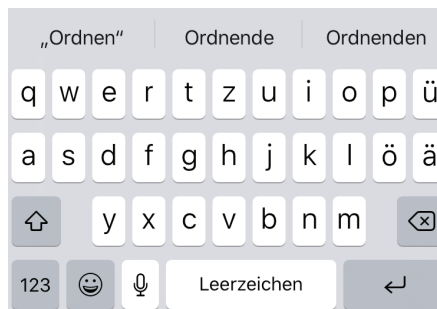 „Ordnen“ Ordnende Ordnenden
q w e r t z u i o p ü
a s d f g h j k l ö ä
y x c v b n m
123 Leerzeichen